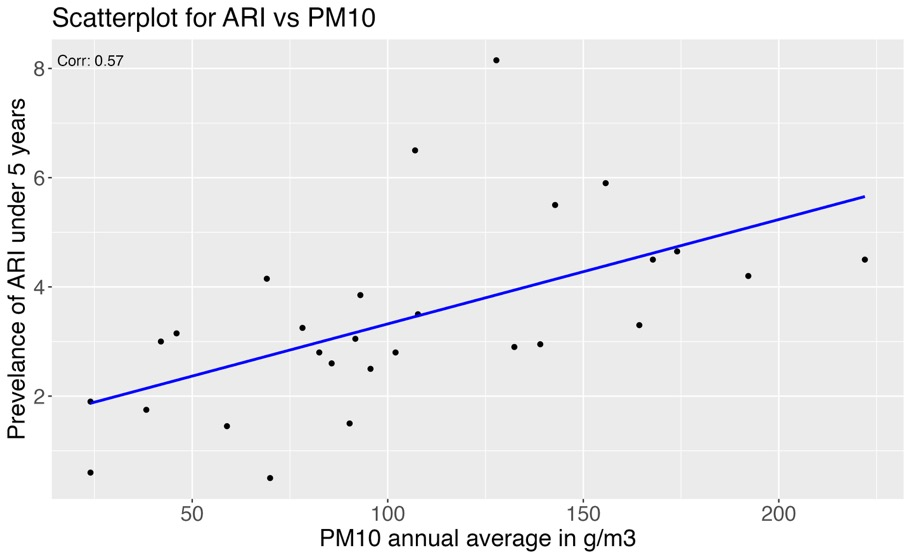 Scatterplot for ARI vs PM10
Corr: 0.57
Prevelance of ARI under 5 years
8
6
4
2
50 100 150 200
PM10 annual average in g/m3